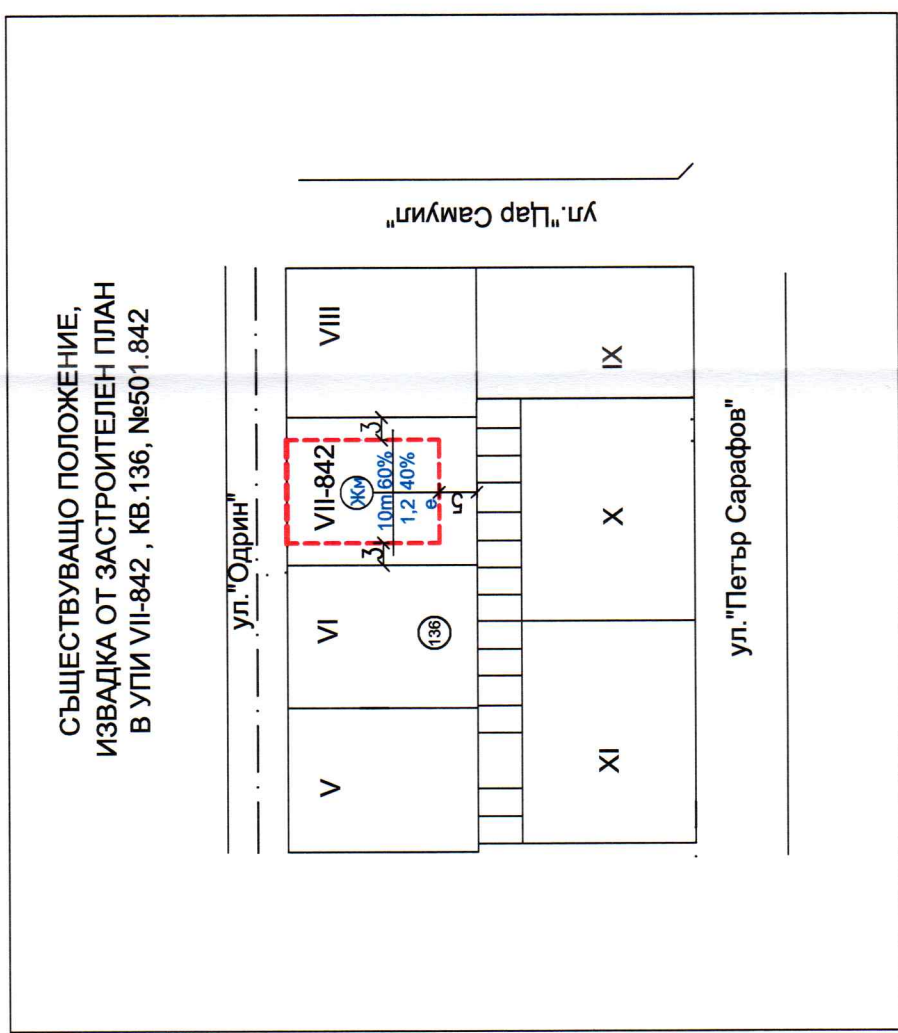 СЪЩЕСТВУВАЩО ПОЛОЖЕНИЕ,
ИЗВАДКА ОТ ЗАСТРОИТЕЛЕН ПЛАН
В УПИ VII-842 , КВ.136, №501.842
ул."Одрин"
V
VI
VII-842
VIII
Жм
3
3
10m
60%
1,2
40%
е
5
136
ул."Цар Самуил"
XI
X
IX
ул."Петър Сарафов"